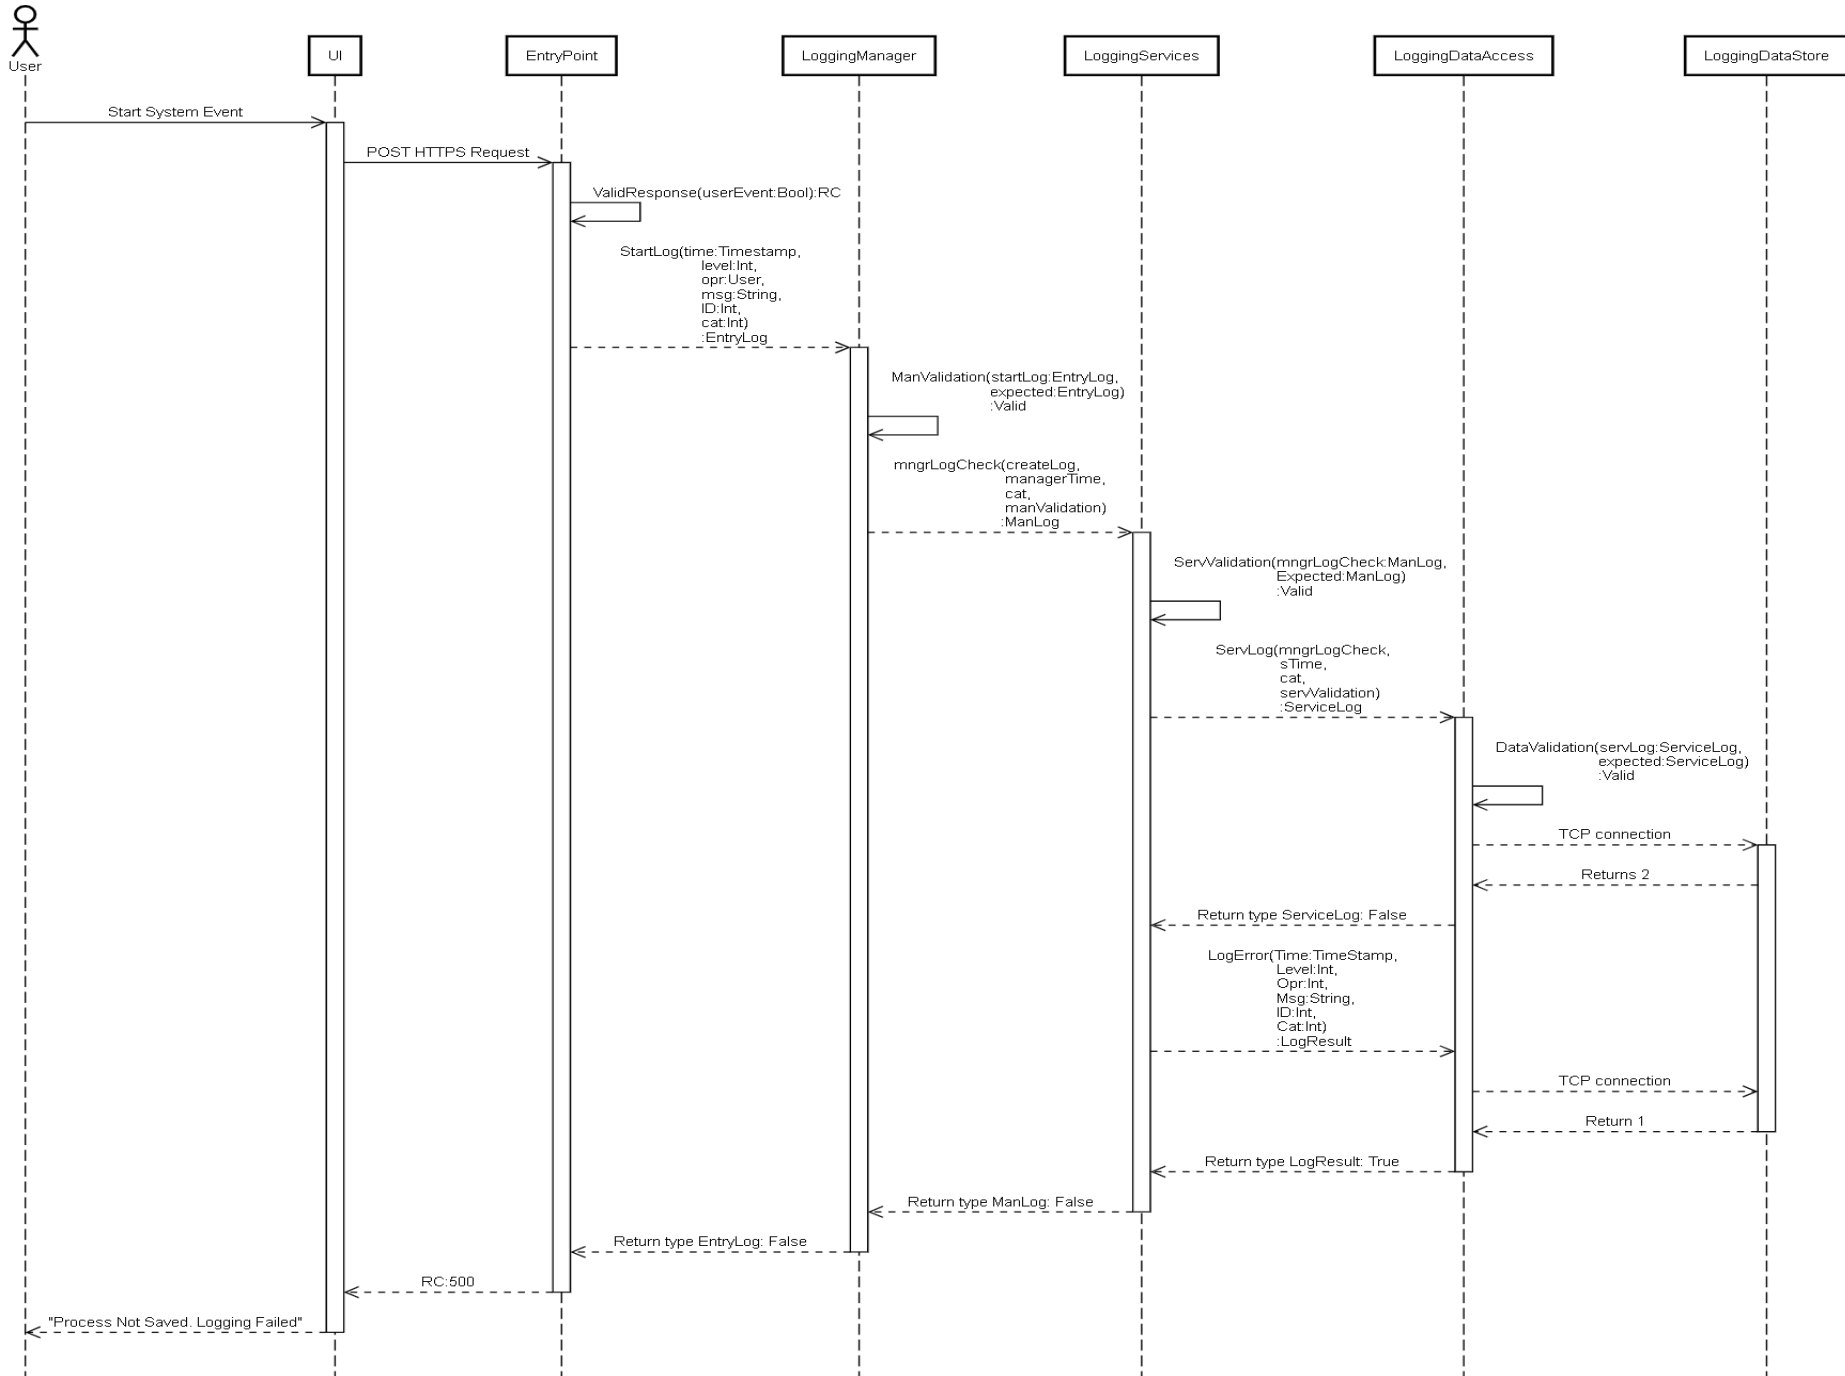 User
UI
EntryPoint
LoggingManager
LoggingServices
LoggingDataAccess
LoggingDataStore
Start System Event
POST HTTPS Request
ValidResponse(userEvent:Bool):RC
StartLog(time:Timestamp,
level:Int,
opr:User,
msg:String,
ID:Int,
cat:Int)
:EntryLog
ManValidation(startLog:EntryLog,
expected:EntryLog)
:Valid
mngrLogCheck(createLog,
managerTime,
cat,
manValidation)
:ManLog
ServValidation(mngrLogCheck:ManLog,
Expected:ManLog)
:Valid
ServLog(mngrLogCheck,
sTime,
cat,
servValidation)
:ServiceLog
DataValidation(servLog:ServiceLog,
expected:ServiceLog)
:Valid
TCP connection
Returns 2
Return type ServiceLog: False
LogError(Time:TimeStamp,
Level:Int,
Opr:Int,
Msg:String,
ID:Int,
Cat:Int)
:LogResult
TCP connection
Return 1
Return type LogResult: True
Return type ManLog: False
Return type EntryLog: False
RC:500
"Process Not Saved. Logging Failed"